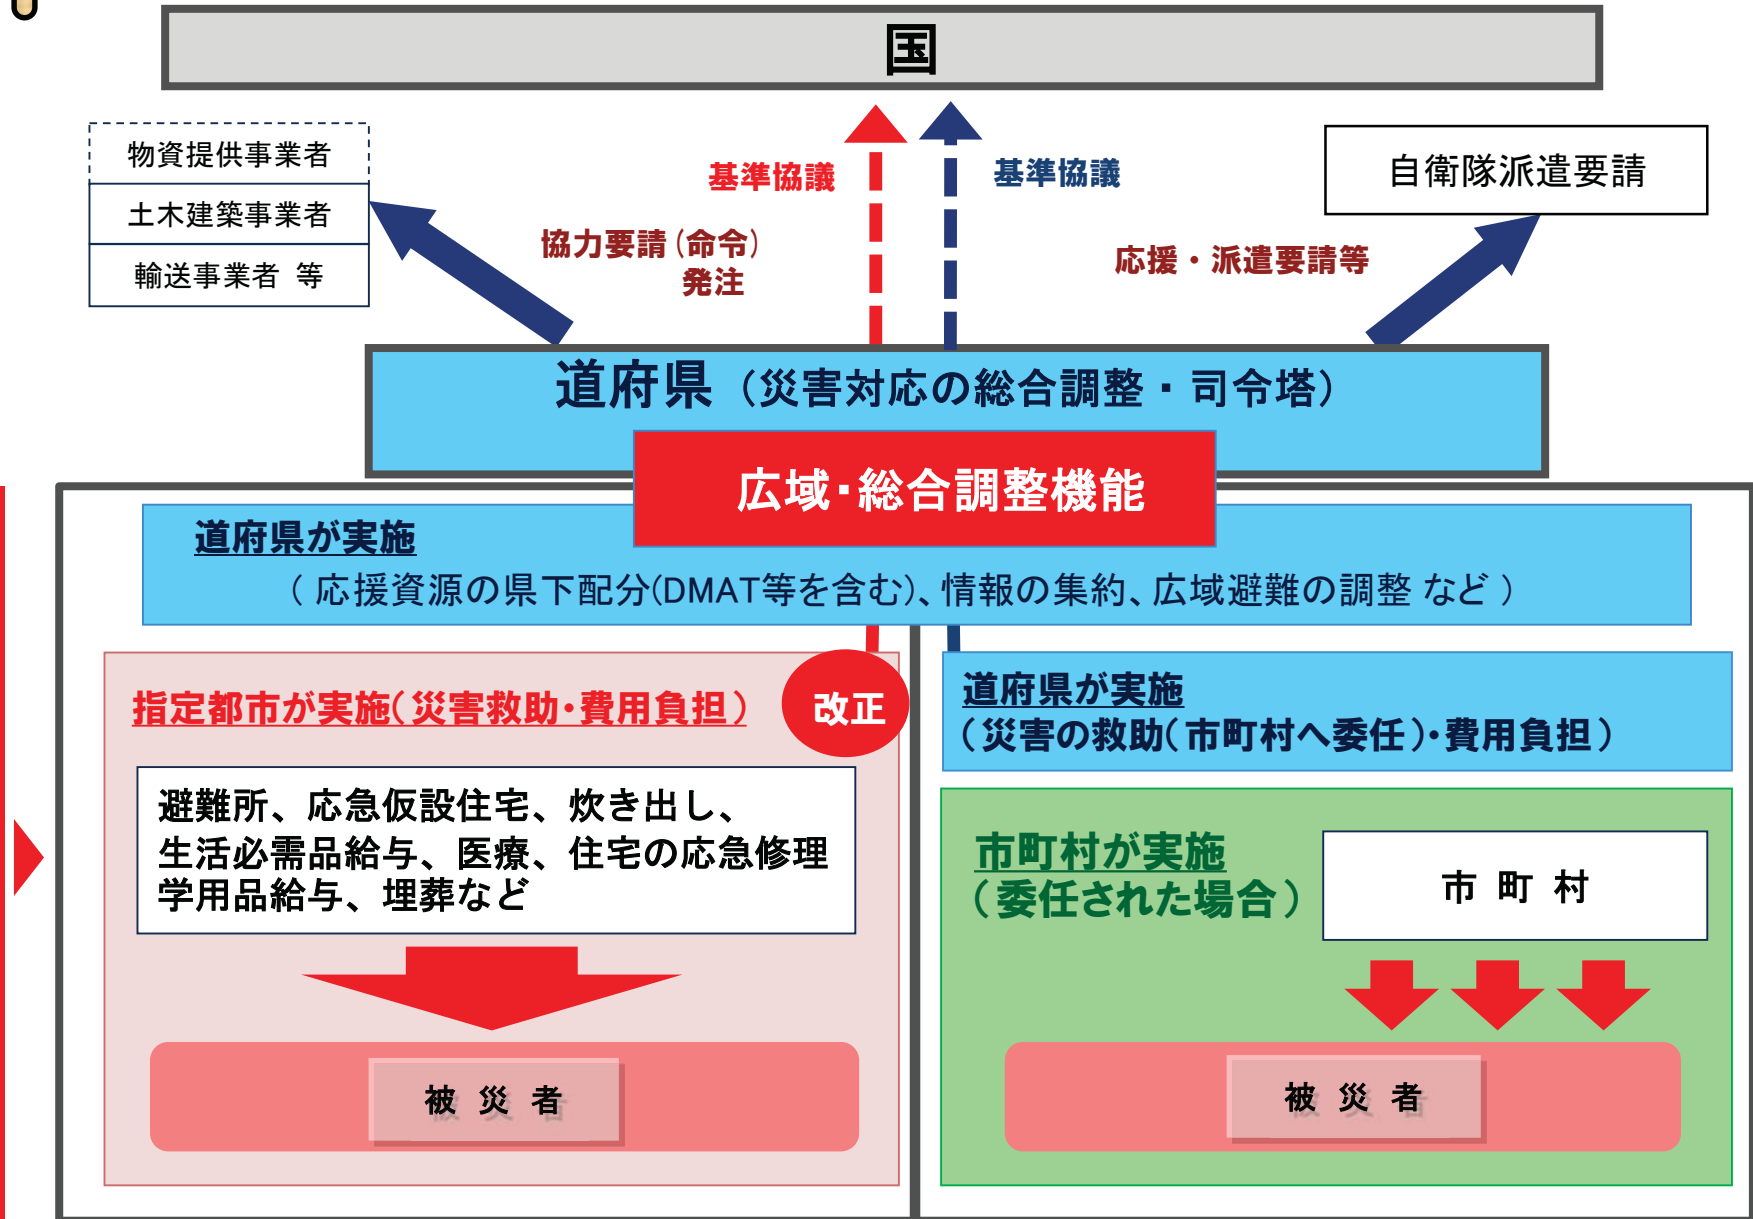 国
物資提供事業者
土木建築事業者
輸送事業者 等
基準協議
基準協議
協力要請(命令)
発注
応援・派遣要請等
自衛隊派遣要請
道府県(災害対応の総合調整・司令塔)
広域・総合調整機能
道府県が実施
(応援資源の県下配分(DMAT等を含む)、情報の集約、広域避難の調整 など)
指定都市が実施(災害救助・費用負担)
改正
避難所、応急仮設住宅、炊き出し、
生活必需品給与、医療、住宅の応急修理
学用品給与、埋葬など
被 災 者
道府県が実施
(災害の救助(市町村へ委任)・費用負担)
市町村が実施
(委任された場合)
市 町 村
被 災 者